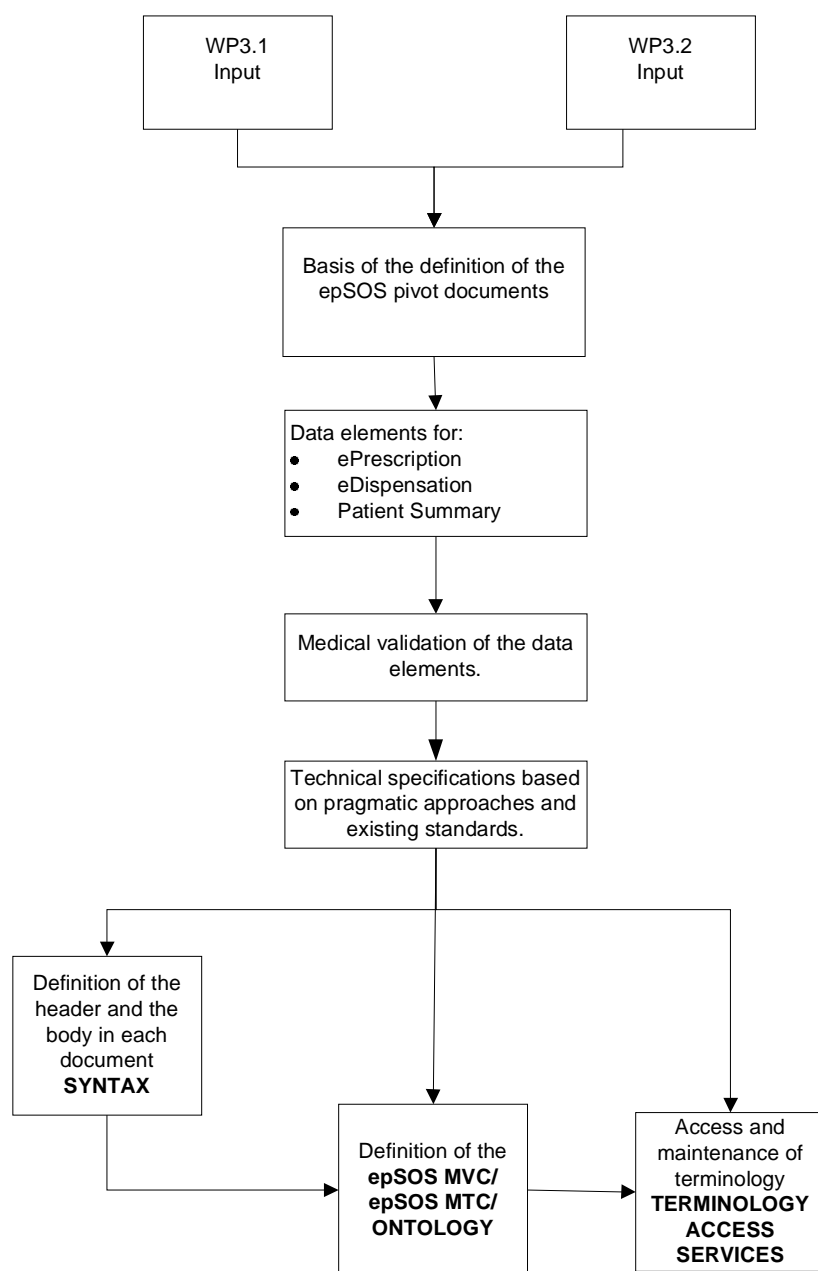 WP3.1
Input
WP3.2
Input
Basis of the definition of the
epSOS pivot documents
Data elements for:
● ePrescription
● eDispensation
● Patient Summary
Medical validation of the data
elements.
Technical specifications based
on pragmatic approaches and
existing standards.
Definition of the
header and the
body in each
document
SYNTAX
Definition of the
epSOS MVC/
epSOS MTC/
ONTOLOGY
Access and
maintenance of
terminology
TERMINOLOGY
ACCESS
SERVICES